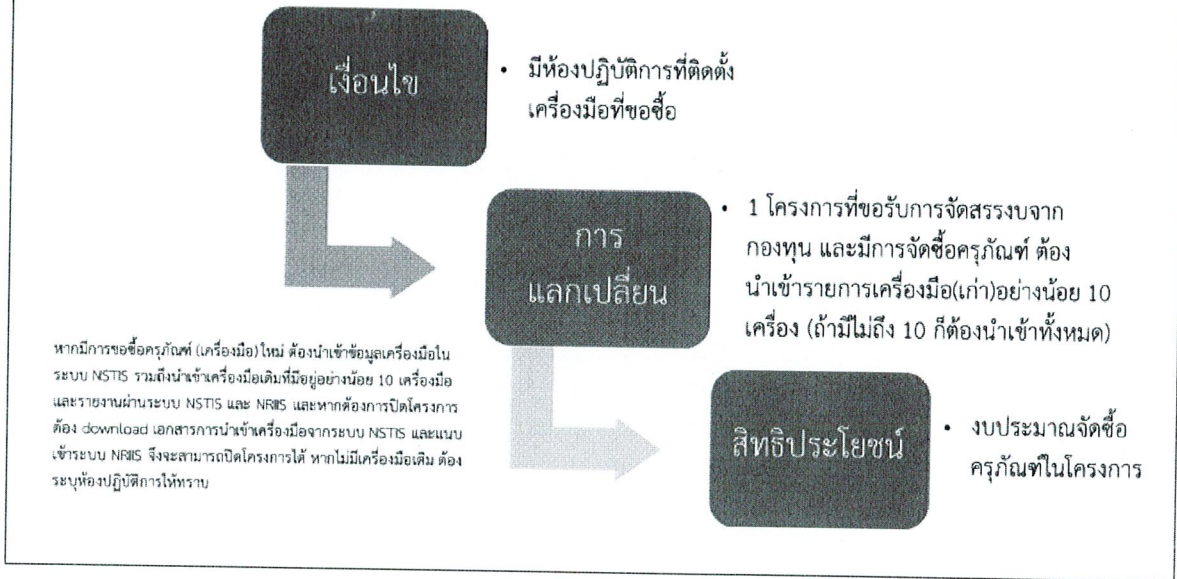 เงื่อนไข
• มีห้องปฏิบัติการที่ติดตั้ง
เครื่องมือที่ขอซื้อ
การ
แลกเปลี่ยน
• 1 โครงการที่ขอรับการจัดสรรงบจาก
กองทุน และมีการจัดซื้อครุภัณฑ์ ต้อง
นำเข้ารายการเครื่องมือ(เก่า)อย่างน้อย 10
เครื่อง (ถ้ามีไม่ถึง 10 ก็ต้องนำเข้าทั้งหมด)
หากมีการขอซื้อครุภัณฑ์ (เครื่องมือ) ใหม่ ต้องนำเข้าข้อมูลเครื่องมือใน
ระบบ NSTIS รวมถึงนำเข้าเครื่องมือเดิมที่มีอยู่อย่างน้อย 10 เครื่องมือ
และรายงานผ่านระบบ NSTIS และ NRIIS และหากต้องการปิดโครงการ
ต้อง download เอกสารการนำเข้าเครื่องมือจากระบบ NSTIS และแนบ
เข้าระบบ NRIIS จึงจะสามารถปิดโครงการได้ หากไม่มีเครื่องมือเดิม ต้อง
ระบุห้องปฏิบัติการให้ทราบ
สิทธิประโยชน์
• งบประมาณจัดซื้อ
ครุภัณฑ์ในโครงการ